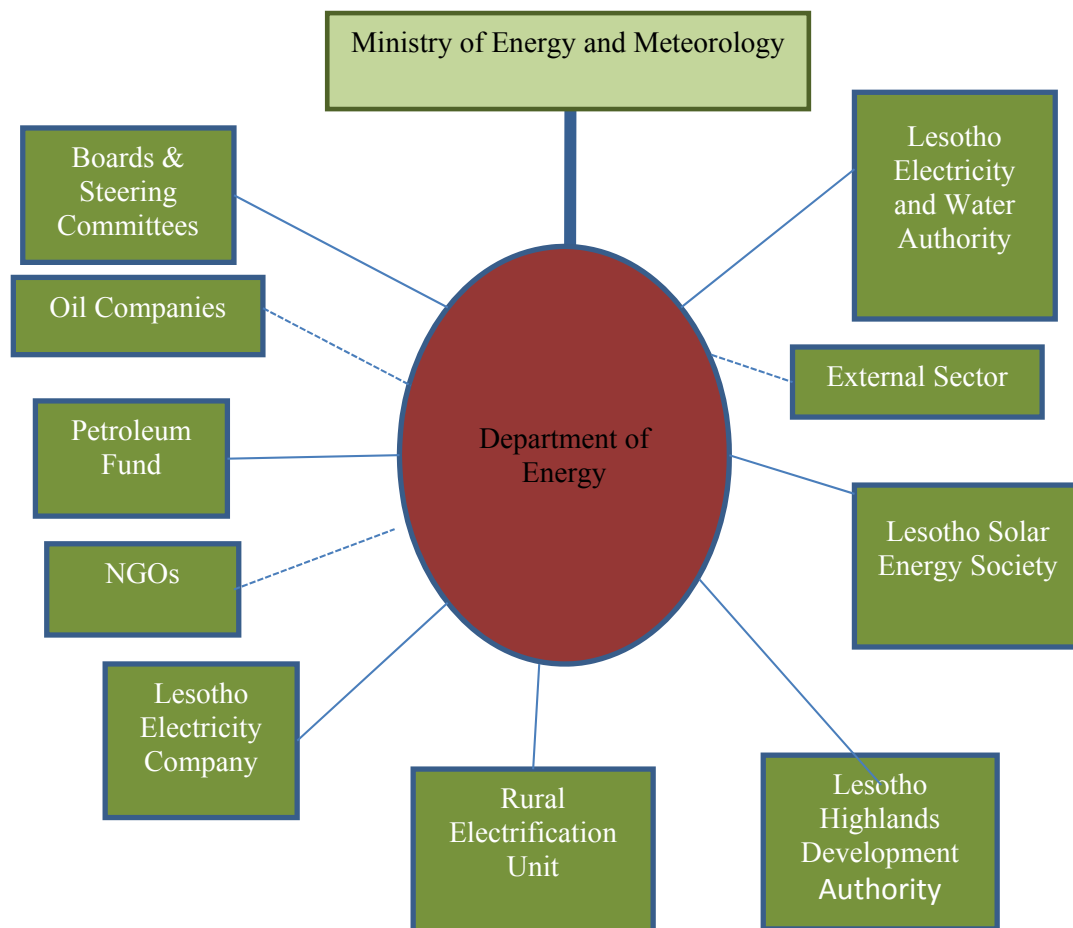 Ministry of Energy and Meteorology
Boards &
Steering
Committees
Lesotho
Electricity
and Water
Authority
Oil Companies
External Sector
Petroleum
Fund
Department of
Energy
Lesotho Solar
Energy Society
NGOs
Lesotho
Electricity
Company
Rural
Electrification
Unit
Lesotho
Highlands
Development
Authority